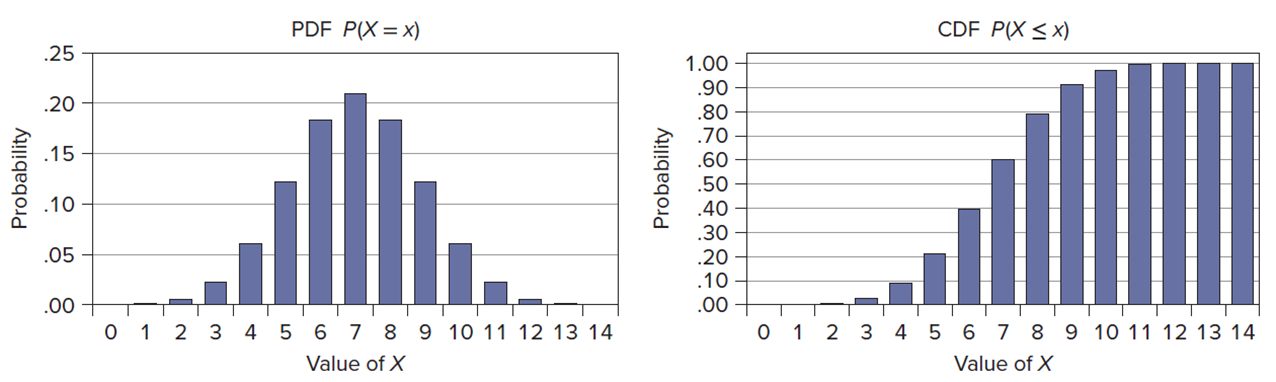 PDF P(X = x)
.25
.20
.15
.10
.05
.00
Probability
0 1 2 3 4 5 6 7 8 9 10 11 12 13 14
Value of X
CDF P(X ≤ x)
1.00
.90
.80
.70
.60
.50
.40
.30
.20
.10
.00
Probability
0 1 2 3 4 5 6 7 8 9 10 11 12 13 14
Value of X